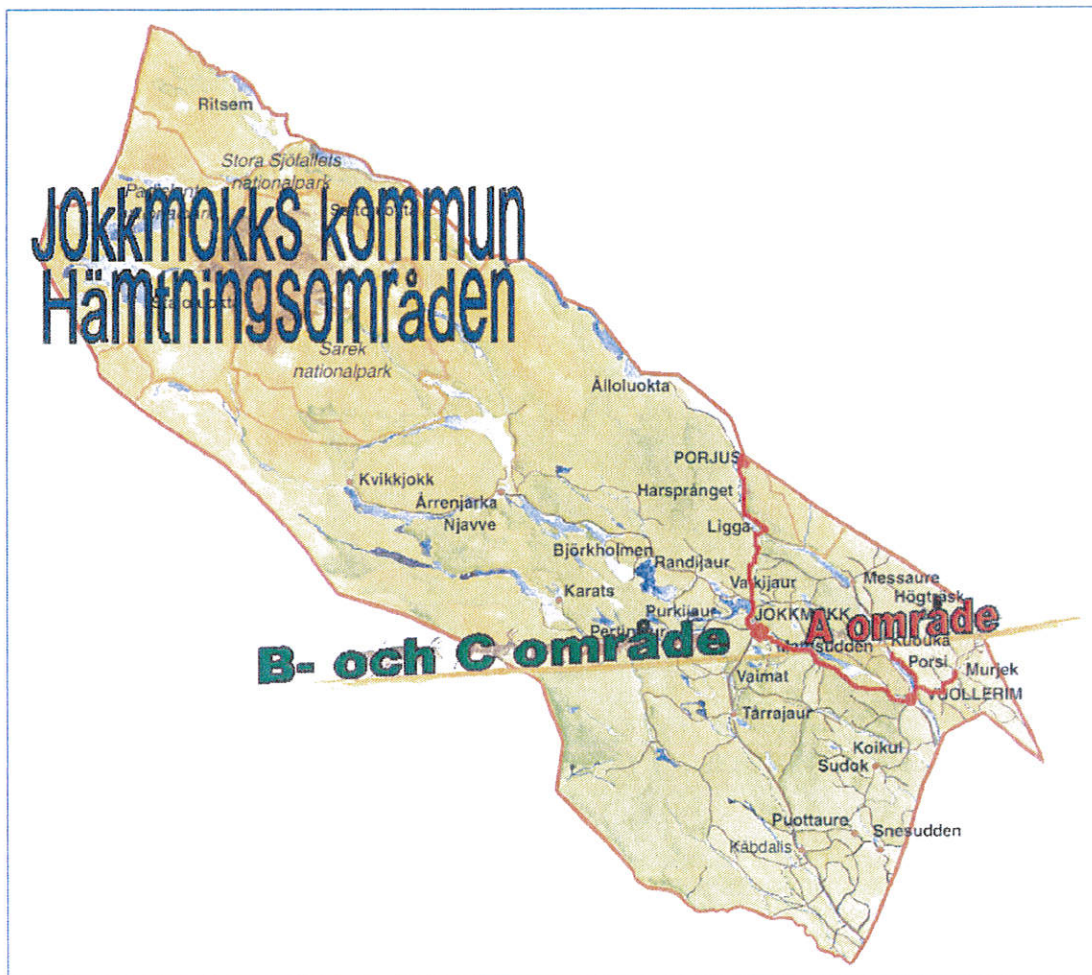 Ritsem
Stora Sjöfallets
nationalpark
JOKKMOKKS KOMMUN
Hämtningsområden
Sarek
nationalpark
Ålloluokta
PORJUS
Kvikkjokk
Harsprånget
Årrenjarka
Njavve
Ligga
Björkholmen
Randijaur
Messaure
Vaikijaur
Högträsk
Karats
Purkijaur
JOKKMOKK
A område
B- och C område
Porsi
Murjek
Vaimat
VUOLLERIM
Tårrajaur
Koikul
Sudok
Puottaure
Snesudden
Kåbdalis